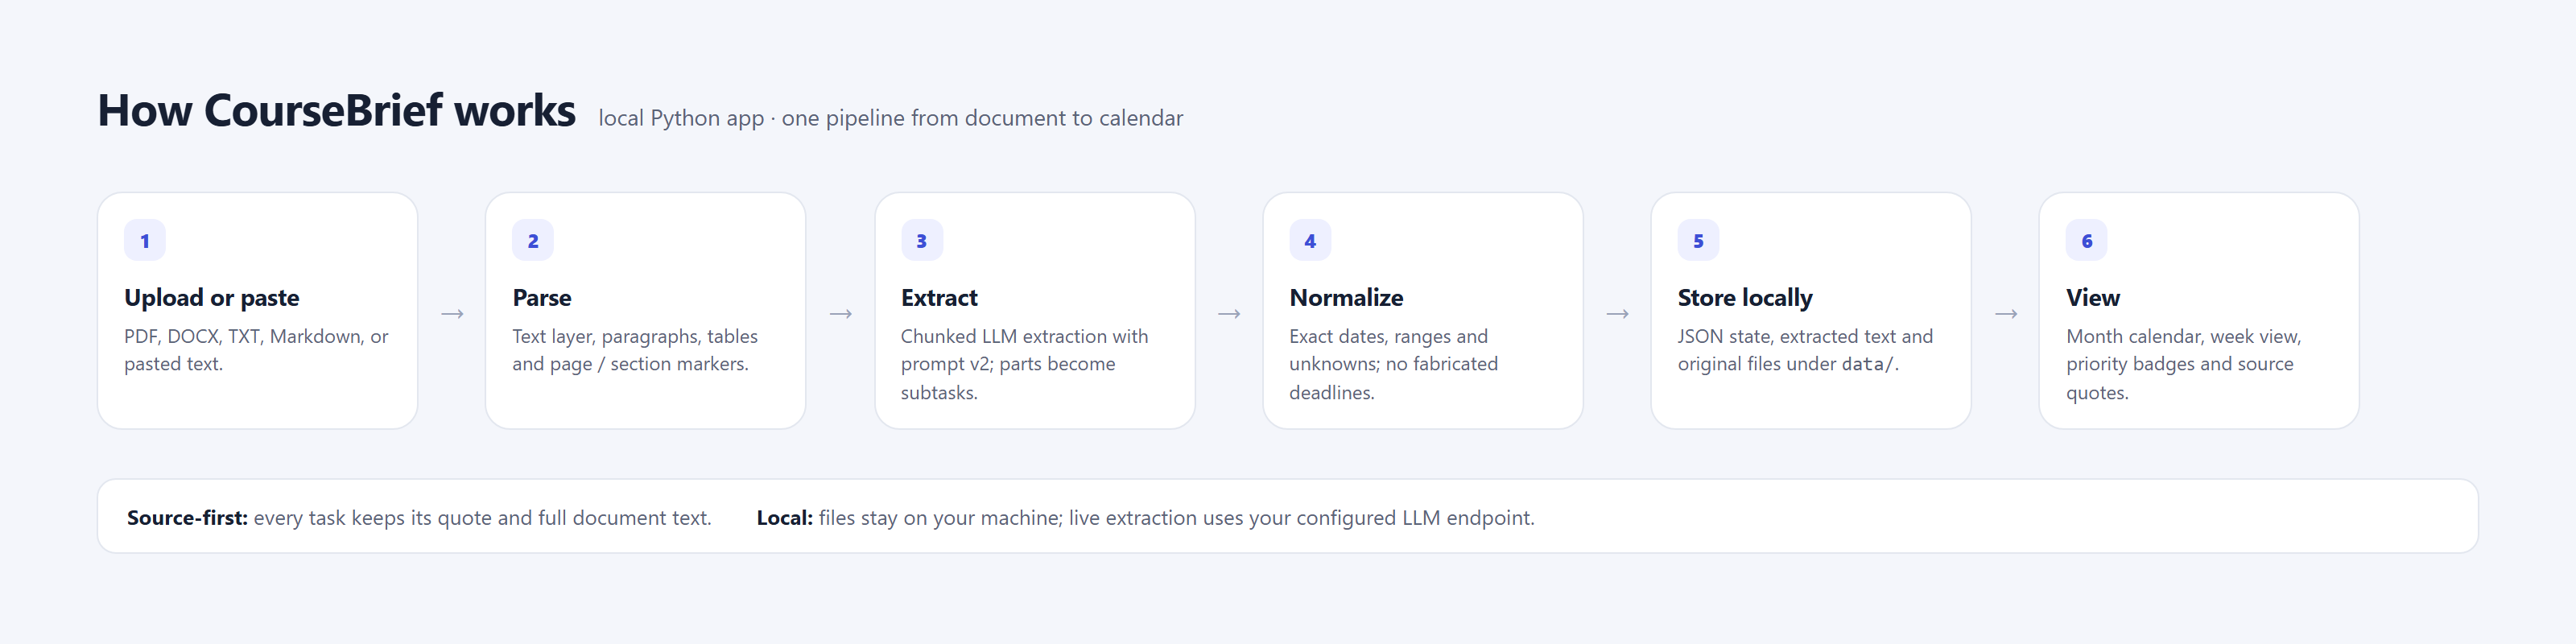 How CourseBrief works local Python app · one pipeline from document to calendar
1
Upload or paste
PDF, DOCX, TXT, Markdown, or
pasted text.
→
2
Parse
Text layer, paragraphs, tables
and page / section markers.
→
3
Extract
Chunked LLM extraction with
prompt v2; parts become
subtasks.
→
4
Normalize
Exact dates, ranges and
unknowns; no fabricated
deadlines.
→
5
Store locally
JSON state, extracted text and
original files under data/.
→
6
View
Month calendar, week view,
priority badges and source
quotes.
Source-first: every task keeps its quote and full document text. Local: files stay on your machine; live extraction uses your configured LLM endpoint.